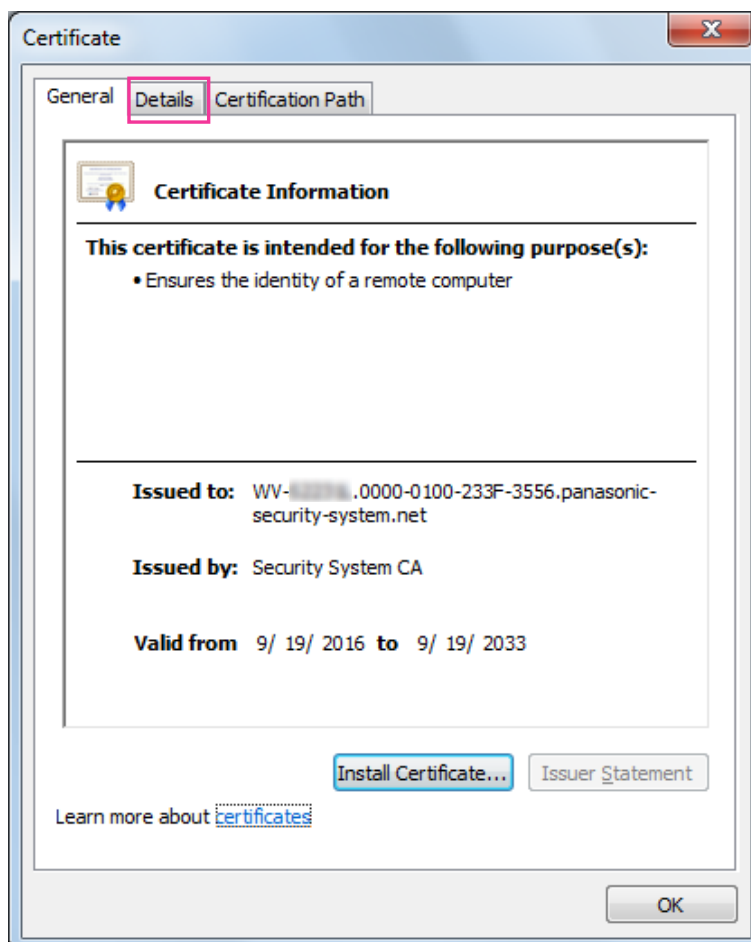 Certificate
General Details Certification Path
Certificate Information
This certificate is intended for the following purpose(s):
• Ensures the identity of a remote computer
Issued to: WV- .0000-0100-233F-3556.panasonic-
security-system.net
Issued by: Security System CA
Valid from 9/ 19/ 2016 to 9/ 19/ 2033
Install Certificate... Issuer Statement
Learn more about certificates
OK